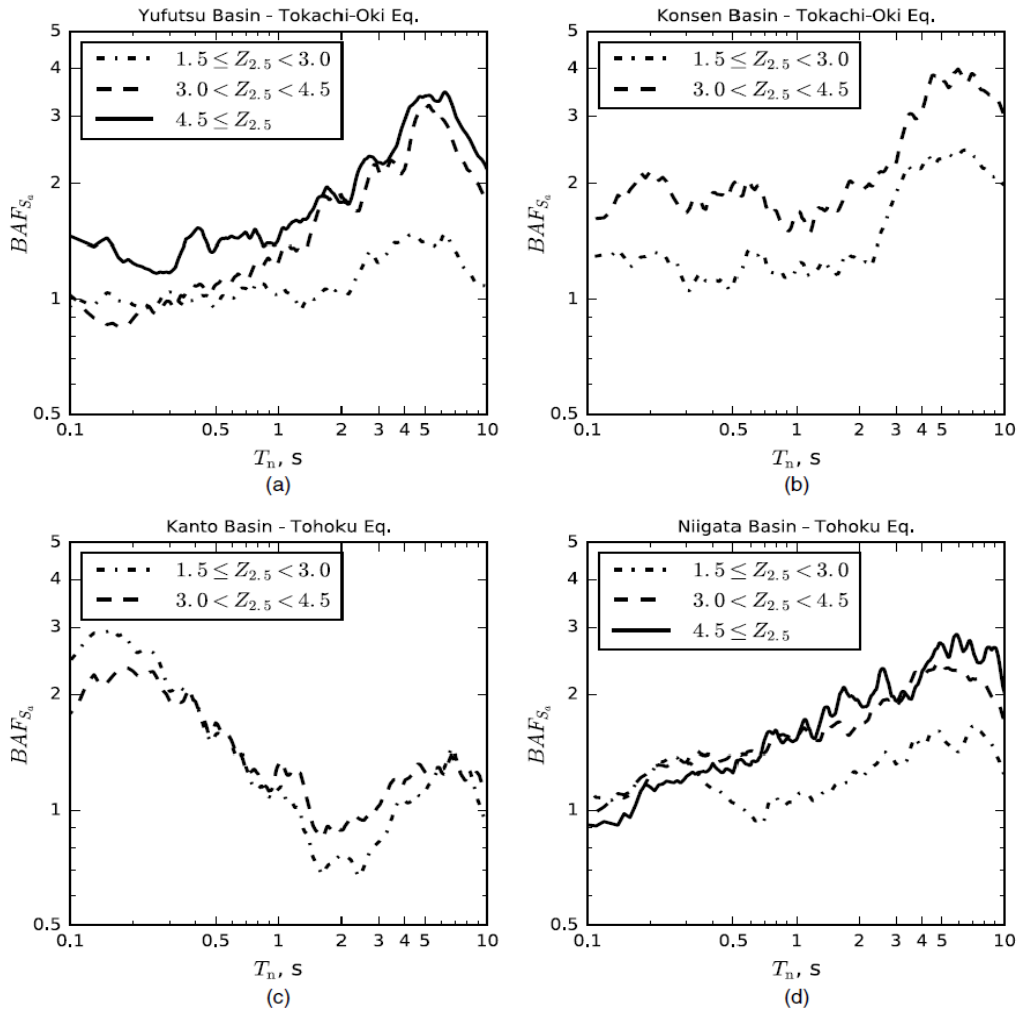 Yufutsu Basin - Tokachi-Oki Eq.
5
4
3
2
1
0.5
1.5 ≤ Z2.5 < 3.0
3.0 < Z2.5 < 4.5
4.5 ≤ Z2.5
BAF_Sa
0.1 0.5 1 2 3 4 5 10
Tn, s
(a)
Konsen Basin - Tokachi-Oki Eq.
5
4
3
2
1
0.5
1.5 ≤ Z2.5 < 3.0
3.0 < Z2.5 < 4.5
BAF_Sa
0.1 0.5 1 2 3 4 5 10
Tn, s
(b)
Kanto Basin - Tohoku Eq.
5
4
3
2
1
0.5
1.5 ≤ Z2.5 < 3.0
3.0 < Z2.5 < 4.5
BAF_Sa
0.1 0.5 1 2 3 4 5 10
Tn, s
(c)
Niigata Basin - Tohoku Eq.
5
4
3
2
1
0.5
1.5 ≤ Z2.5 < 3.0
3.0 < Z2.5 < 4.5
4.5 ≤ Z2.5
BAF_Sa
0.1 0.5 1 2 3 4 5 10
Tn, s
(d)